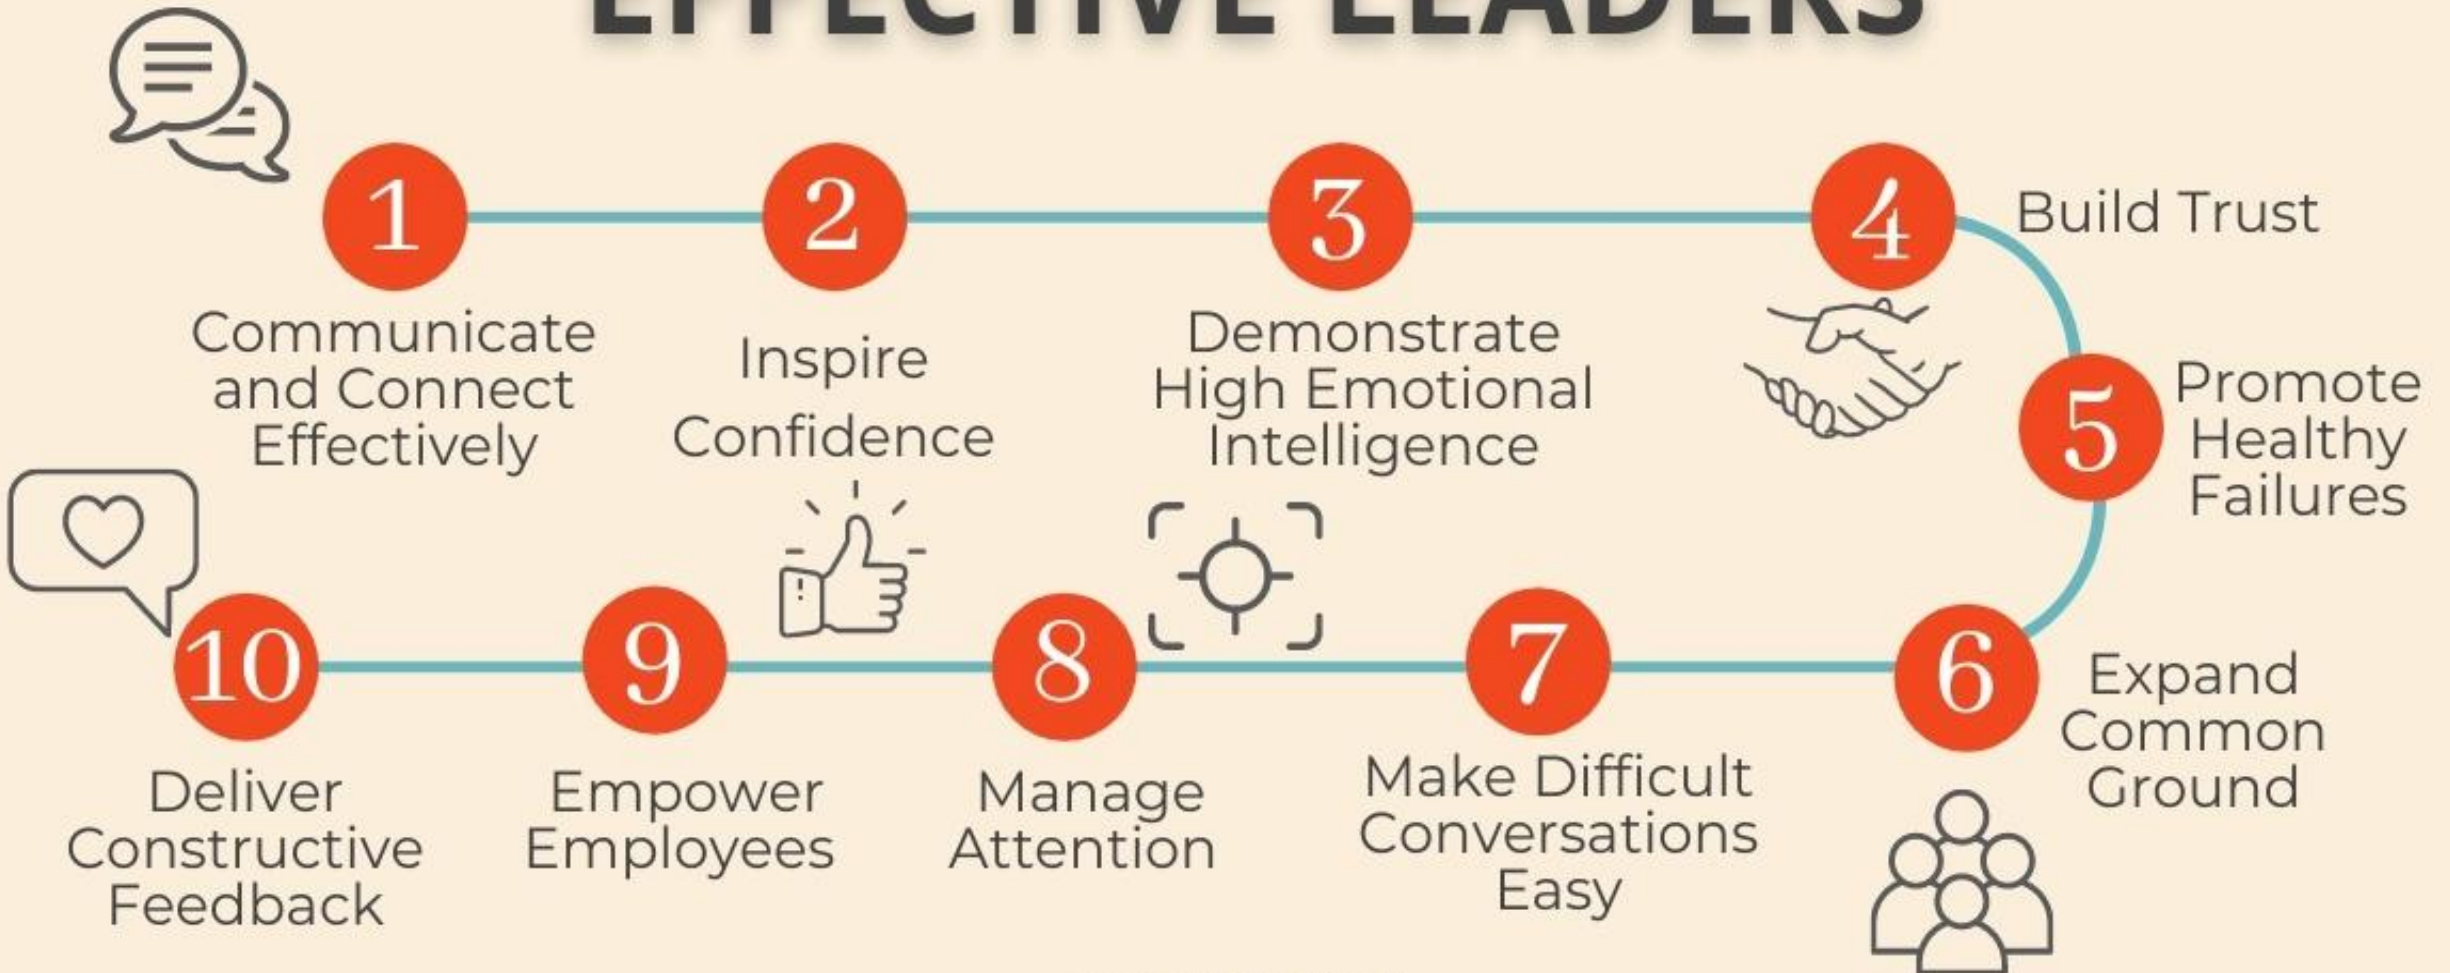 EFFECTIVE LEADERS
1
Communicate
and Connect
Effectively
2
Inspire
Confidence
3
Demonstrate
High Emotional
Intelligence
4
Build Trust
5
Promote
Healthy
Failures
6
Expand
Common
Ground
7
Make Difficult
Conversations
Easy
8
Manage
Attention
9
Empower
Employees
10
Deliver
Constructive
Feedback